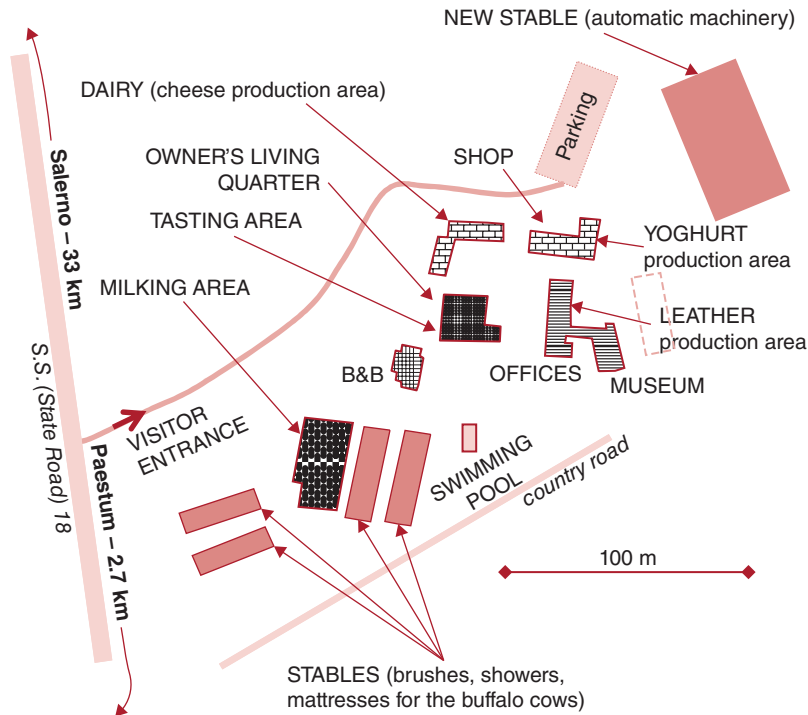 NEW STABLE (automatic machinery)
DAIRY (cheese production area)
Parking
OWNER'S LIVING
QUARTER
SHOP
TASTING AREA
YOGHURT
production area
MILKING AREA
LEATHER
production area
B&B
OFFICES
MUSEUM
Salerno – 33 km
S.S. (State Road) 18
Paestum – 2.7 km
VISITOR
ENTRANCE
SWIMMING
POOL
country road
100 m
STABLES (brushes, showers,
mattresses for the buffalo cows)